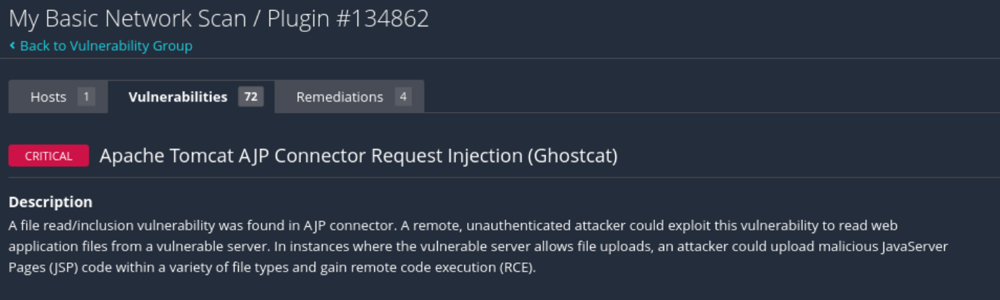 My Basic Network Scan / Plugin #134862
Back to Vulnerability Group
Hosts 1 Vulnerabilities 72 Remediations 4
CRITICAL Apache Tomcat AJP Connector Request Injection (Ghostcat)
Description
A file read/inclusion vulnerability was found in AJP connector. A remote, unauthenticated attacker could exploit this vulnerability to read web
application files from a vulnerable server. In instances where the vulnerable server allows file uploads, an attacker could upload malicious JavaServer
Pages (JSP) code within a variety of file types and gain remote code execution (RCE).